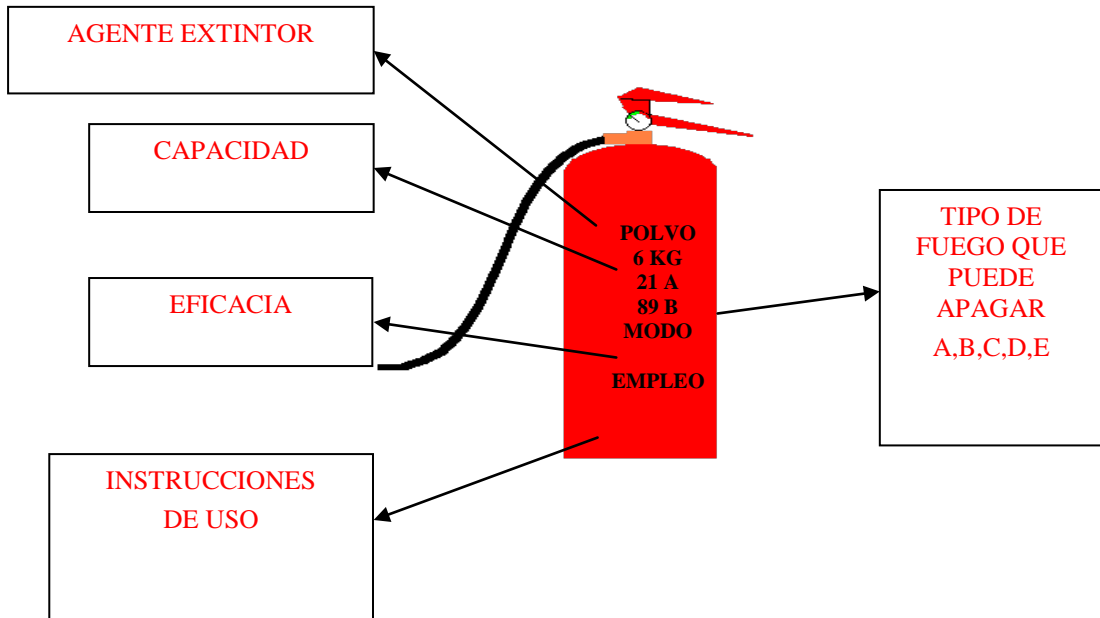 AGENTE EXTINTOR
CAPACIDAD
EFICACIA
INSTRUCCIONES
DE USO
POLVO
6 KG
21 A
89 B
MODO
EMPLEO
TIPO DE
FUEGO QUE
PUEDE
APAGAR
A,B,C,D,E